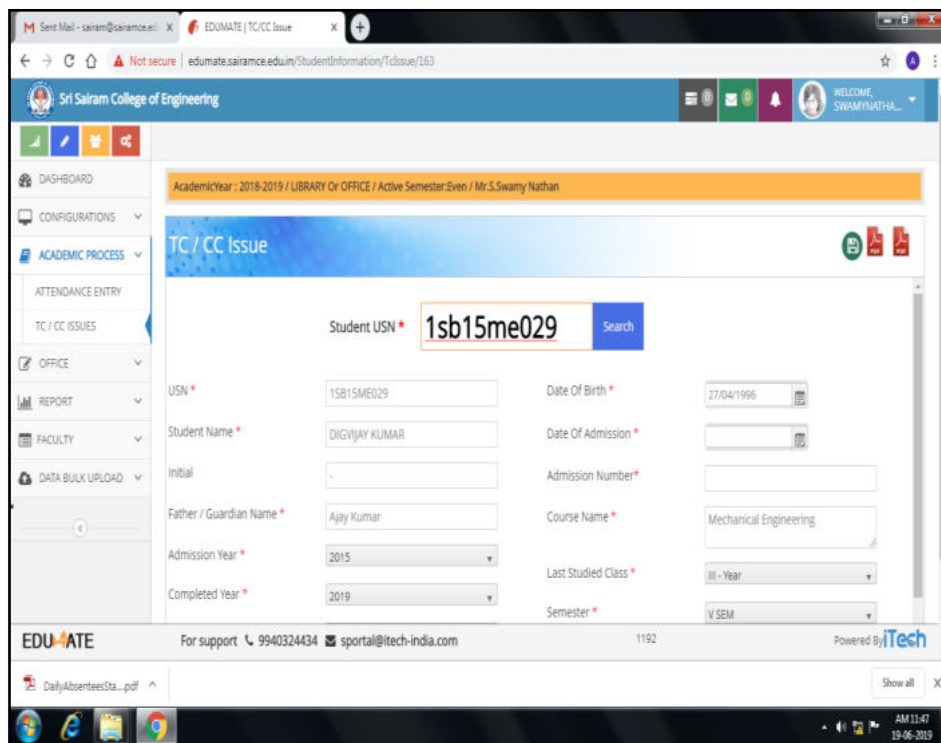 Sent Mail - sairam@sairamce.ed X EDUMATE | TC/CC Issue X
Not secure | edumate.sairamce.edu.in/StudentInformation/TcIssue/163 A
Sri Sairam College of Engineering 0 0 WELCOME,
SWAMYNATHA...
DASHBOARD
AcademicYear : 2018-2019 / LIBRARY Or OFFICE / Active Semester:Even / Mr.S.Swamy Nathan
CONFIGURATIONS
ACADEMIC PROCESS
TC / CC Issue
ATTENDANCE ENTRY
TC / CC ISSUES
Student USN * 1sb15me029 Search
OFFICE
REPORT
FACULTY
DATA BULK UPLOAD
USN * 1SB15ME029 Date Of Birth * 27/04/1996
Student Name * DIGVIJAY KUMAR Date Of Admission *
Initial - Admission Number*
Father / Guardian Name * Ajay Kumar Course Name * Mechanical Engineering
Admission Year * 2015 Last Studied Class * III - Year
Completed Year * 2019 Semester * V SEM
EDUMATE For support 9940324434 sportal@itech-india.com 1192 Powered By iTech
DailyAbsenteesSta....pdf Show all X
AM 11:47
19-06-2019